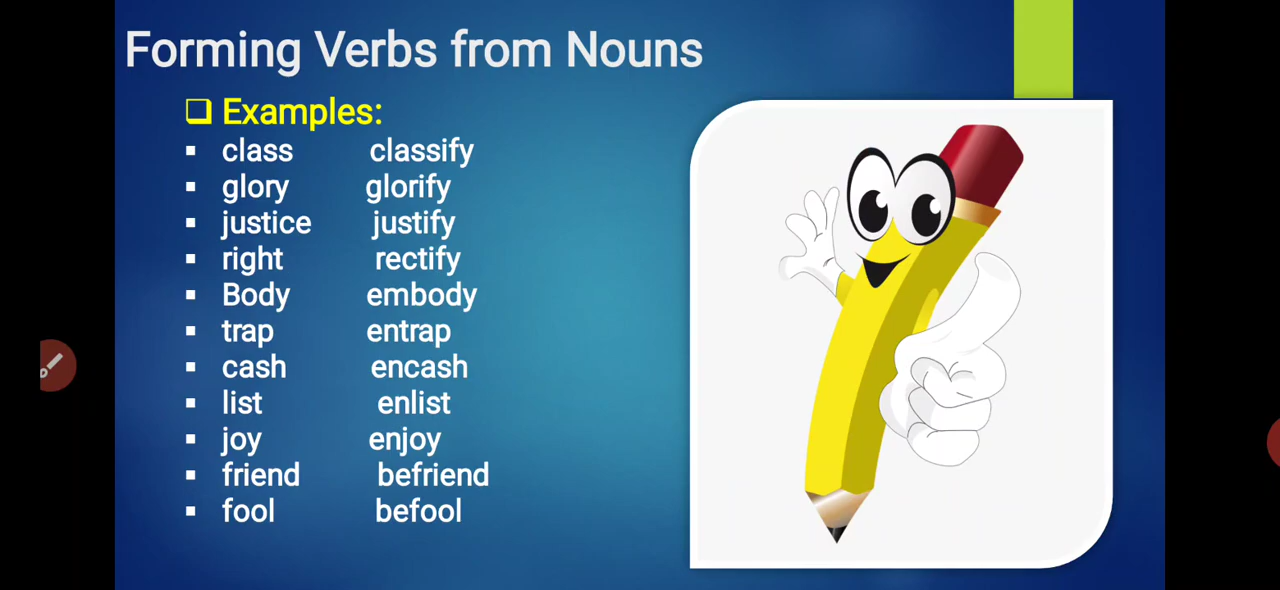 Forming Verbs from Nouns
Examples:
class classify
glory glorify
justice justify
right rectify
Body embody
trap entrap
cash encash
list enlist
joy enjoy
friend befriend
fool befool